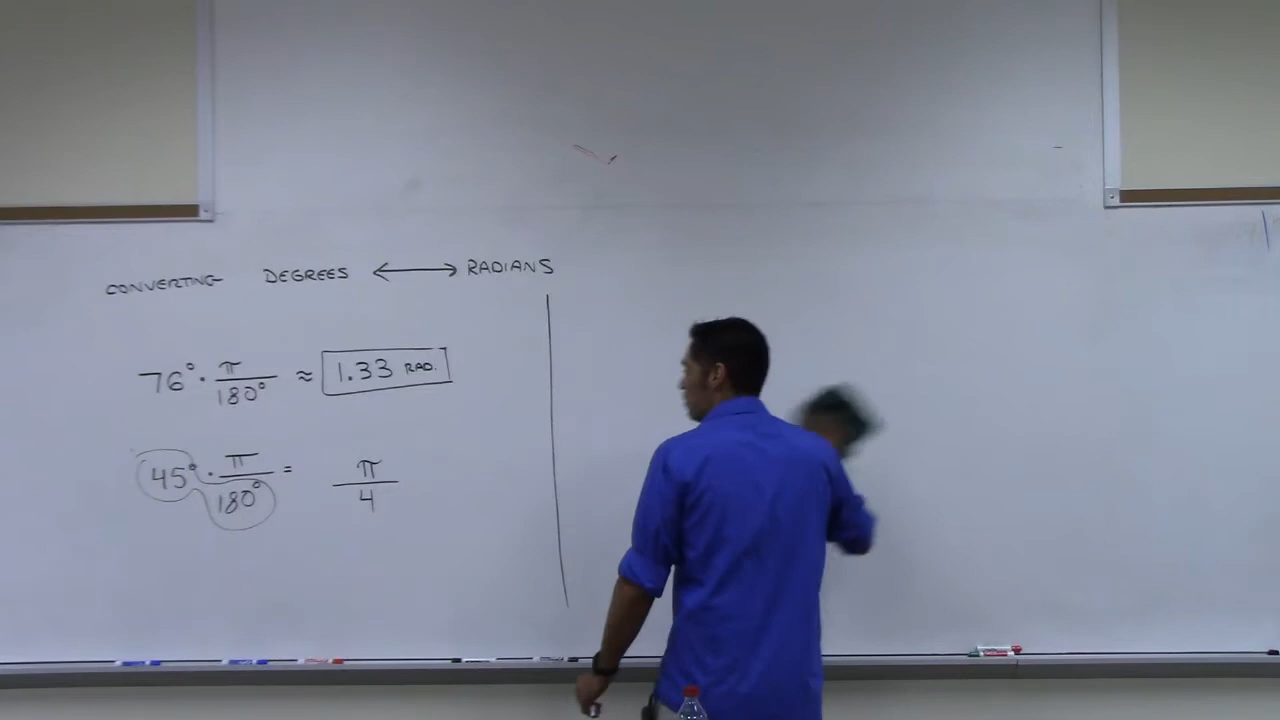 CONVERTING DEGREES ⟷ RADIANS
76° · π/180° ≈ 1.33 RAD.
45° · π/180° = π/4